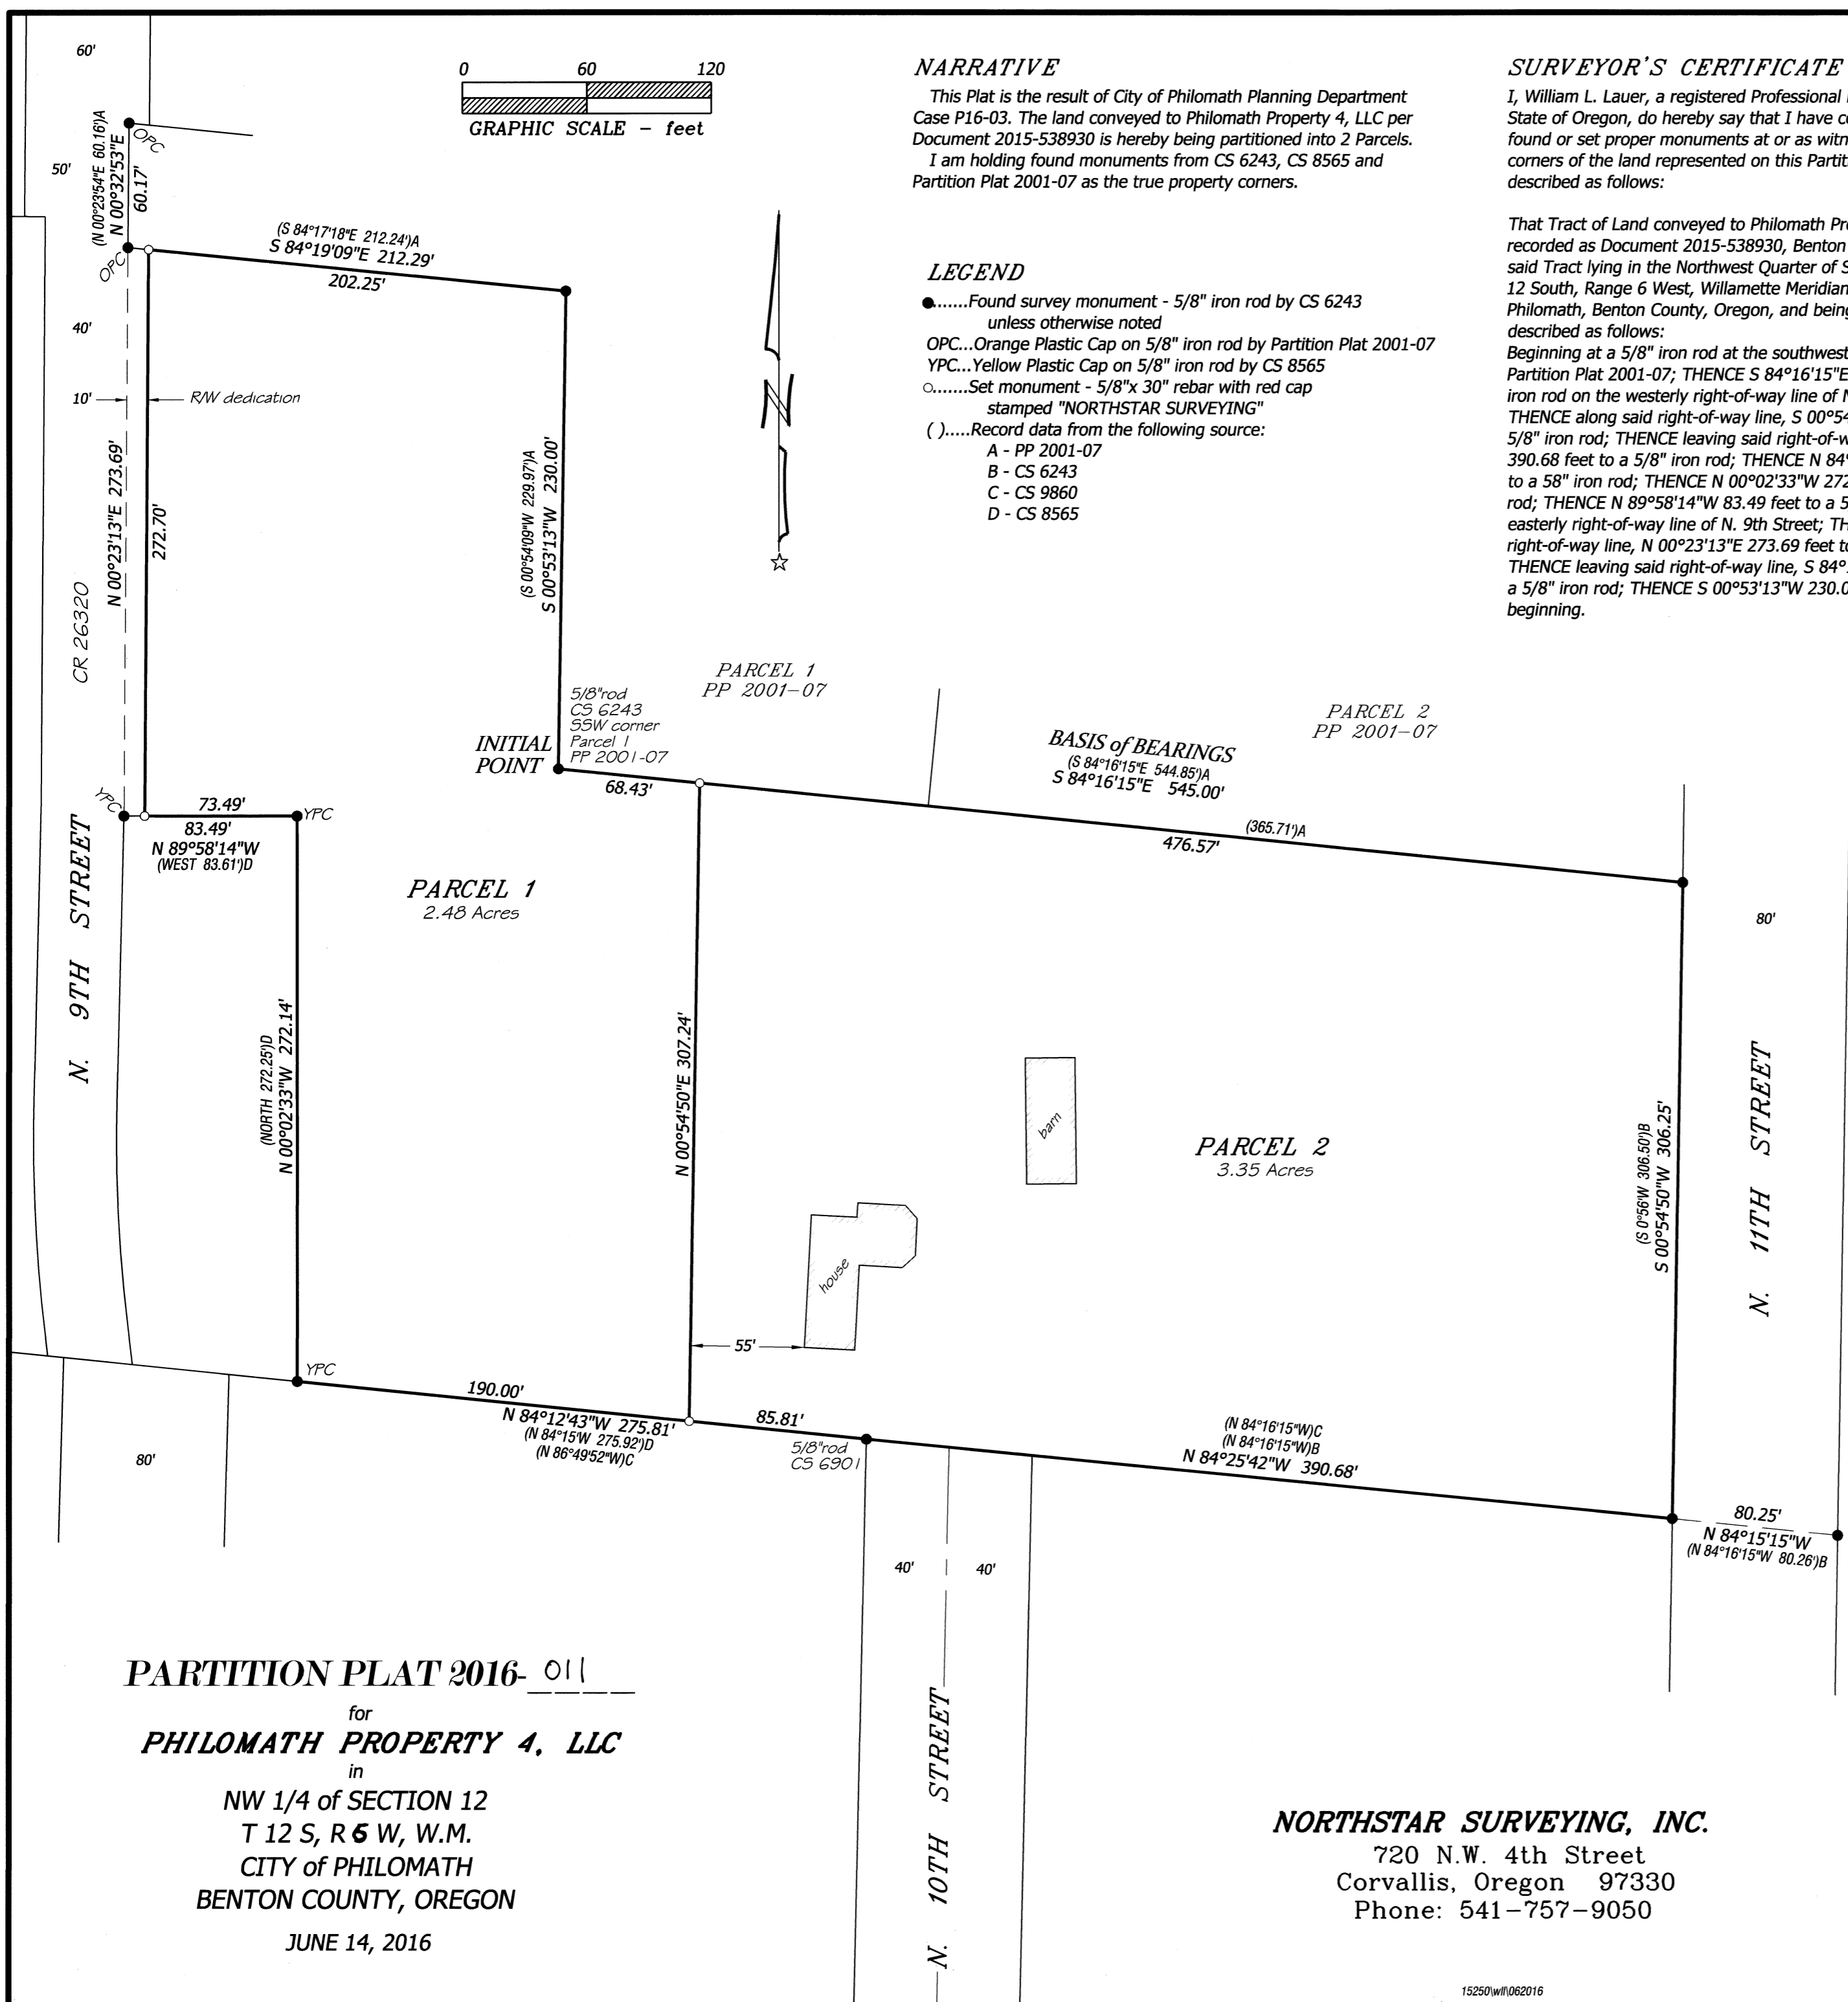 60'
50'
40'
10'
(N 00°23'54"E 60.16')A
N 00°32'53"E
60.17'
OPC
OPC
0 60 120
GRAPHIC SCALE - feet
(S 84°17'18"E 212.24')A
S 84°19'09"E 212.29'
202.25'
R/W dedication
N 00°23'13"E 273.69'
272.70'
CR 26320
(S 00°54'09"W 229.97')A
S 00°53'13"W 230.00'
N
NARRATIVE
This Plat is the result of City of Philomath Planning Department
Case P16-03. The land conveyed to Philomath Property 4, LLC per
Document 2015-538930 is hereby being partitioned into 2 Parcels.
I am holding found monuments from CS 6243, CS 8565 and
Partition Plat 2001-07 as the true property corners.
LEGEND
●.......Found survey monument - 5/8" iron rod by CS 6243
unless otherwise noted
OPC...Orange Plastic Cap on 5/8" iron rod by Partition Plat 2001-07
YPC...Yellow Plastic Cap on 5/8" iron rod by CS 8565
○.......Set monument - 5/8"x 30" rebar with red cap
stamped "NORTHSTAR SURVEYING"
( ).....Record data from the following source:
A - PP 2001-07
B - CS 6243
C - CS 9860
D - CS 8565
SURVEYOR'S CERTIFICATE
I, William L. Lauer, a registered Professional
State of Oregon, do hereby say that I have c
found or set proper monuments at or as witn
corners of the land represented on this Partit
described as follows:
That Tract of Land conveyed to Philomath Pr
recorded as Document 2015-538930, Benton
said Tract lying in the Northwest Quarter of S
12 South, Range 6 West, Willamette Meridian
Philomath, Benton County, Oregon, and being
described as follows:
Beginning at a 5/8" iron rod at the southwest
Partition Plat 2001-07; THENCE S 84°16'15"E
iron rod on the westerly right-of-way line of N
THENCE along said right-of-way line, S 00°54
5/8" iron rod; THENCE leaving said right-of-w
390.68 feet to a 5/8" iron rod; THENCE N 84°
to a 58" iron rod; THENCE N 00°02'33"W 272
rod; THENCE N 89°58'14"W 83.49 feet to a 5
easterly right-of-way line of N. 9th Street; TH
right-of-way line, N 00°23'13"E 273.69 feet to
THENCE leaving said right-of-way line, S 84°
a 5/8" iron rod; THENCE S 00°53'13"W 230.0
beginning.
PARCEL 1
PP 2001-07
PARCEL 2
PP 2001-07
5/8"rod
CS 6243
SSW corner
Parcel 1
PP 2001-07
INITIAL
POINT
68.43'
BASIS of BEARINGS
(S 84°16'15"E 544.85')A
S 84°16'15"E 545.00'
(365.71')A
476.57'
YPC
73.49'
YPC
83.49'
N 89°58'14"W
(WEST 83.61')D
N. 9TH STREET
PARCEL 1
2.48 Acres
(NORTH 272.25')D
N 00°02'33"W 272.14'
N 00°54'50"E 307.24'
barn
house
55'
PARCEL 2
3.35 Acres
(S 0°56'W 306.50')B
S 00°54'50"W 306.25'
80'
N. 11TH STREET
YPC
80'
190.00'
N 84°12'43"W 275.81'
(N 84°15'W 275.92')D
(N 86°49'52"W)C
85.81'
5/8"rod
CS 6901
(N 84°16'15"W)C
(N 84°16'15"W)B
N 84°25'42"W 390.68'
80.25'
N 84°15'15"W
(N 84°16'15"W 80.26')B
40' 40'
N. 10TH STREET
PARTITION PLAT 2016-011
for
PHILOMATH PROPERTY 4, LLC
in
NW 1/4 of SECTION 12
T 12 S, R 6 W, W.M.
CITY of PHILOMATH
BENTON COUNTY, OREGON
JUNE 14, 2016
NORTHSTAR SURVEYING, INC.
720 N.W. 4th Street
Corvallis, Oregon 97330
Phone: 541-757-9050
15250\wll\062016